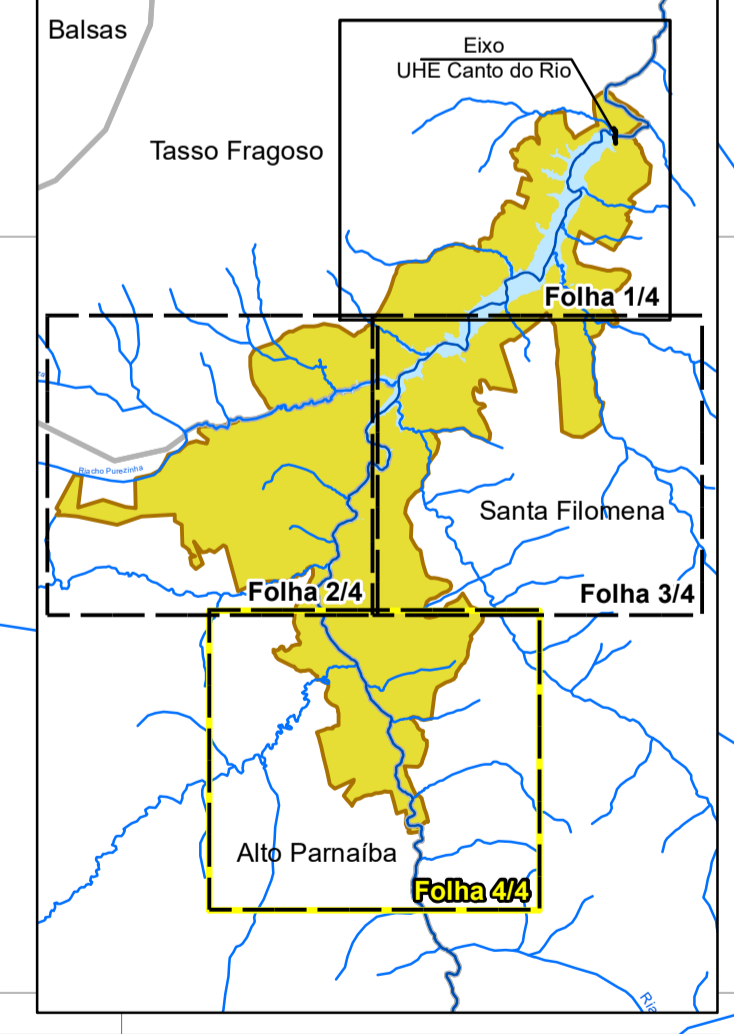 Balsas
Eixo
UHE Canto do Rio
Tasso Fragoso
Folha 1/4
Riacho Purezinha
Santa Filomena
Folha 2/4
Folha 3/4
Alto Parnaíba
Folha 4/4
Ria